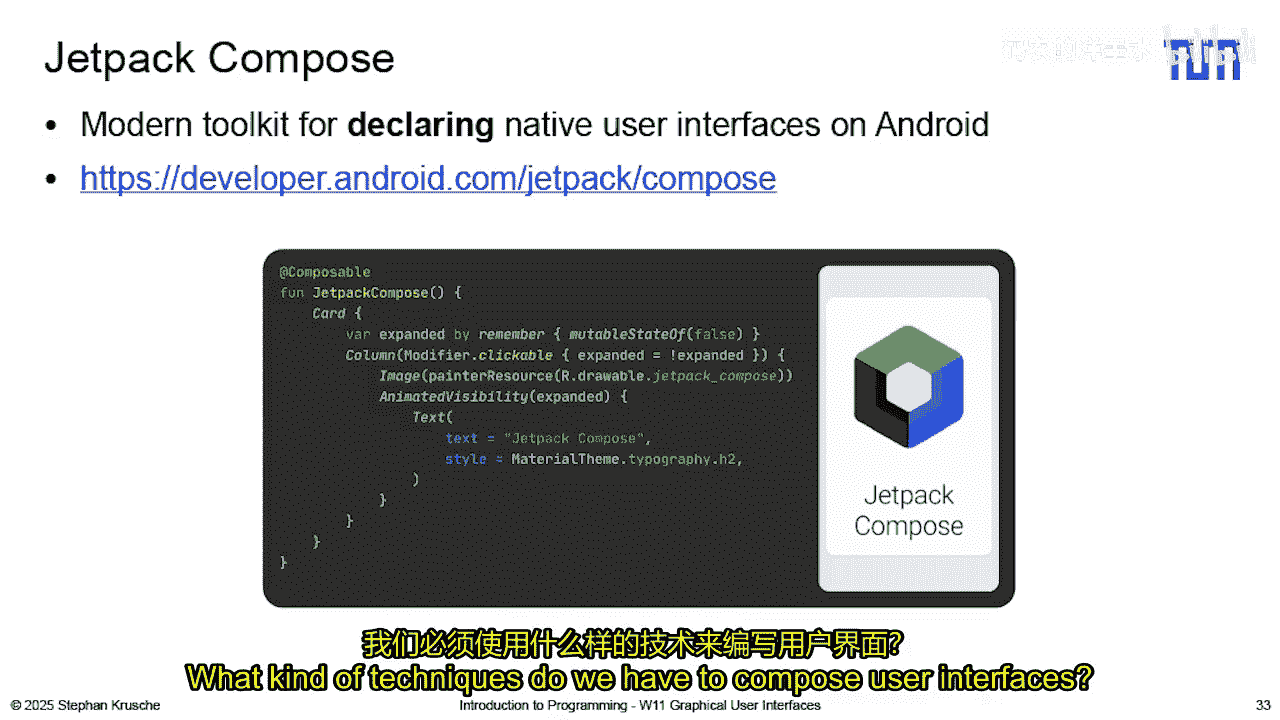 Jetpack Compose
• Modern toolkit for declaring native user interfaces on Android
• https://developer.android.com/jetpack/compose
@Composable
fun JetpackCompose() {
Card {
var expanded by remember { mutableStateOf(false) }
Column(Modifier.clickable { expanded = !expanded }) {
Image(painterResource(R.drawable.jetpack_compose))
AnimatedVisibility(expanded) {
Text(
text = "Jetpack Compose",
style = MaterialTheme.typography.h2,
)
}
}
}
}
Jetpack
Compose
我们必须使用什么样的技术来编写用户界面?
What kind of techniques do we have to compose user interfaces?
© 2025 Stephan Krusche
Introduction to Programming - W11 Graphical User Interfaces
33